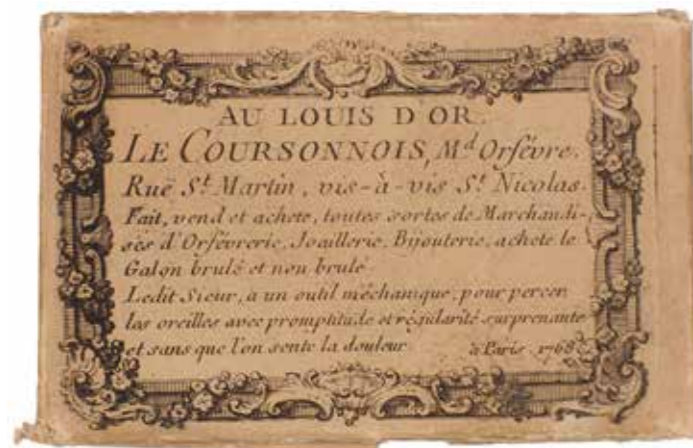 AU LOUIS D'OR.
LE COURSONNOIS, Md Orfévre.
Ruë St Martin, vis-à-vis St Nicolas.
Fait, vend et achete, toutes sortes de Marchandi-
ses d'Orfévrerie, Joaillerie, Bijouterie, achete le
Galon brulé et non brulé.
Ledit Sieur, a un outil méchanique, pour percer
les oreilles avec promptitude et régularité surprenante
et sans que l'on sente la douleur. à Paris. 1768.